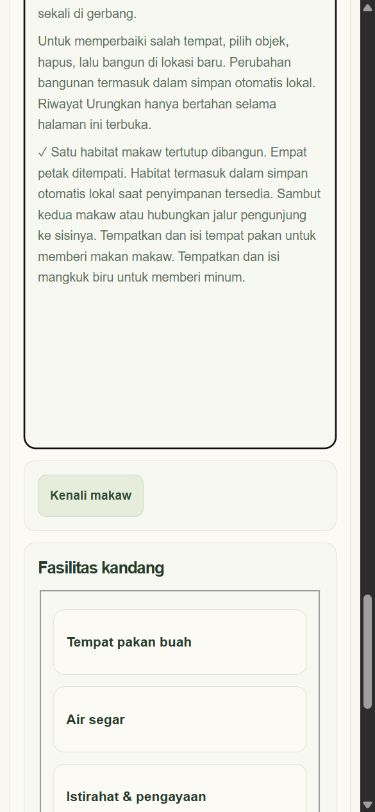 sekali di gerbang.
Untuk memperbaiki salah tempat, pilih objek,
hapus, lalu bangun di lokasi baru. Perubahan
bangunan termasuk dalam simpan otomatis lokal.
Riwayat Urungkan hanya bertahan selama
halaman ini terbuka.
✓ Satu habitat makaw tertutup dibangun. Empat
petak ditempati. Habitat termasuk dalam simpan
otomatis lokal saat penyimpanan tersedia. Sambut
kedua makaw atau hubungkan jalur pengunjung
ke sisinya. Tempatkan dan isi tempat pakan untuk
memberi makan makaw. Tempatkan dan isi
mangkuk biru untuk memberi minum.
Kenali makaw
Fasilitas kandang
Tempat pakan buah
Air segar
Istirahat & pengayaan